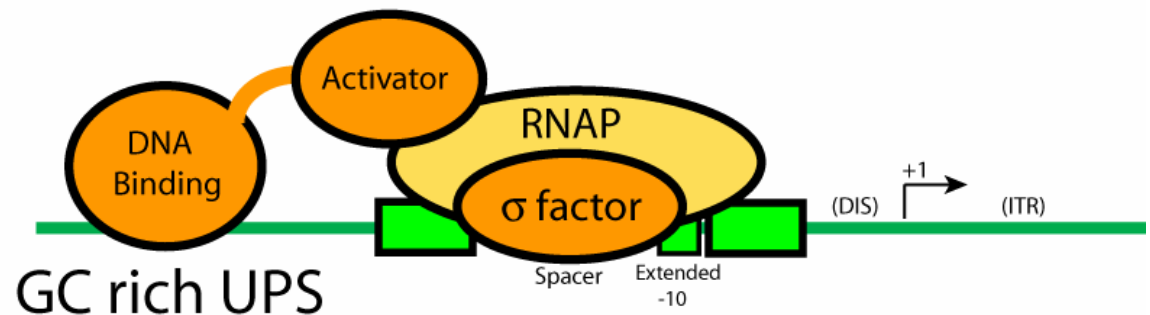 Activator
DNA
Binding
RNAP
σ factor
+1
(DIS)
(ITR)
Spacer
Extended
-10
GC rich UPS